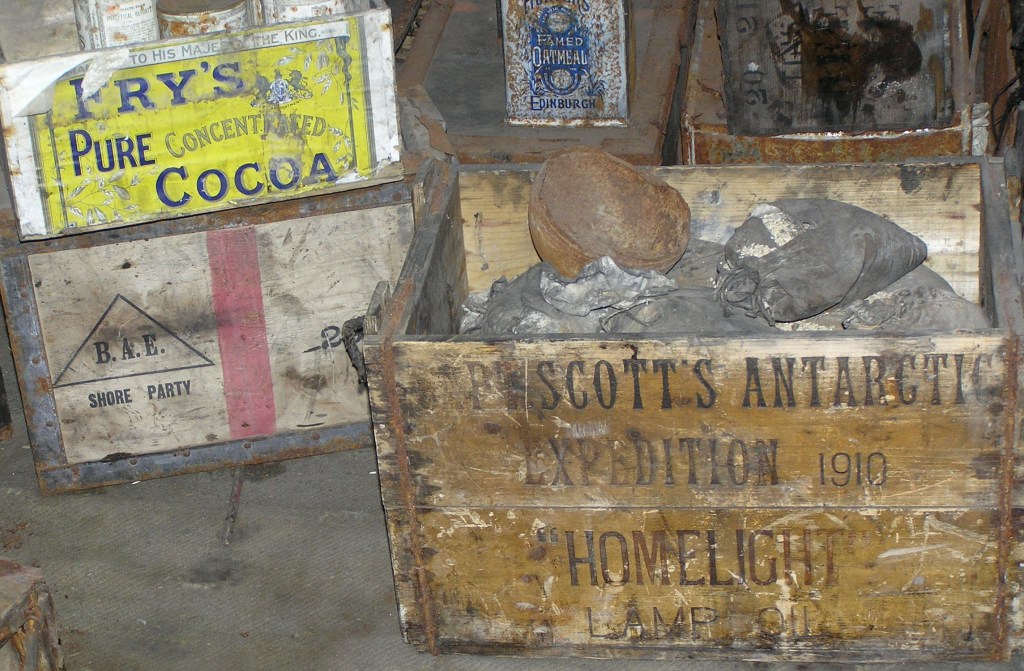 TO HIS MAJESTY THE KING.
FRY'S
PURE CONCENTRATED
COCOA
FAMED
OATMEAL
EDINBURGH
B.A.E.
SHORE PARTY
SCOTT'S ANTARCTIC
EXPEDITION 1910
"HOMELIGHT"
LAMP OIL